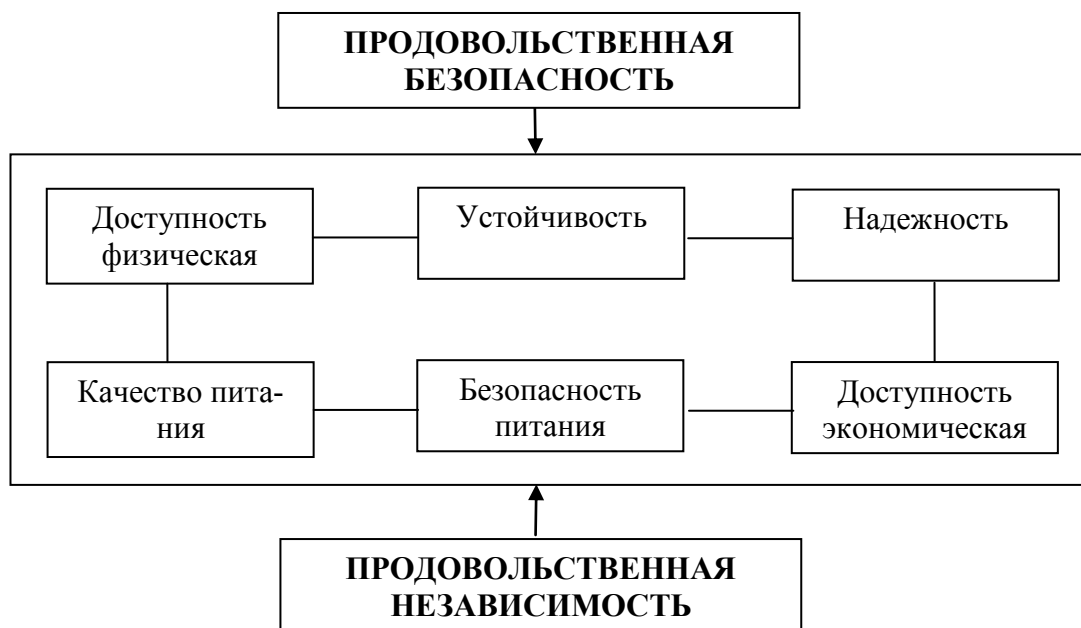 ПРОДОВОЛЬСТВЕННАЯ
БЕЗОПАСНОСТЬ
Доступность
физическая
Устойчивость
Надежность
Качество пита-
ния
Безопасность
питания
Доступность
экономическая
ПРОДОВОЛЬСТВЕННАЯ
НЕЗАВИСИМОСТЬ